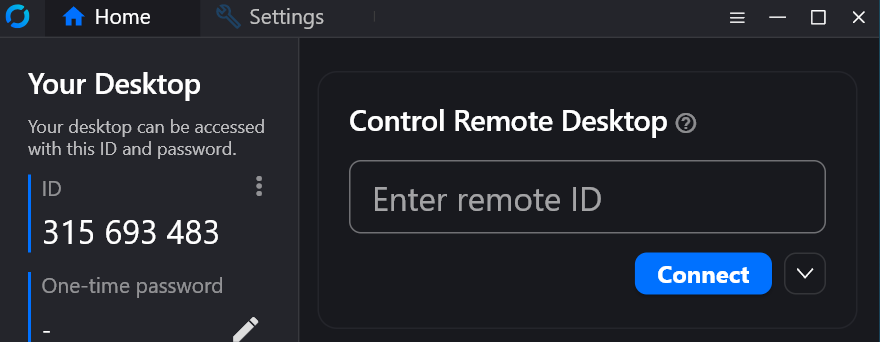 Home
Settings
Your Desktop
Your desktop can be accessed
with this ID and password.
ID
315 693 483
One-time password
-
Control Remote Desktop
Enter remote ID
Connect